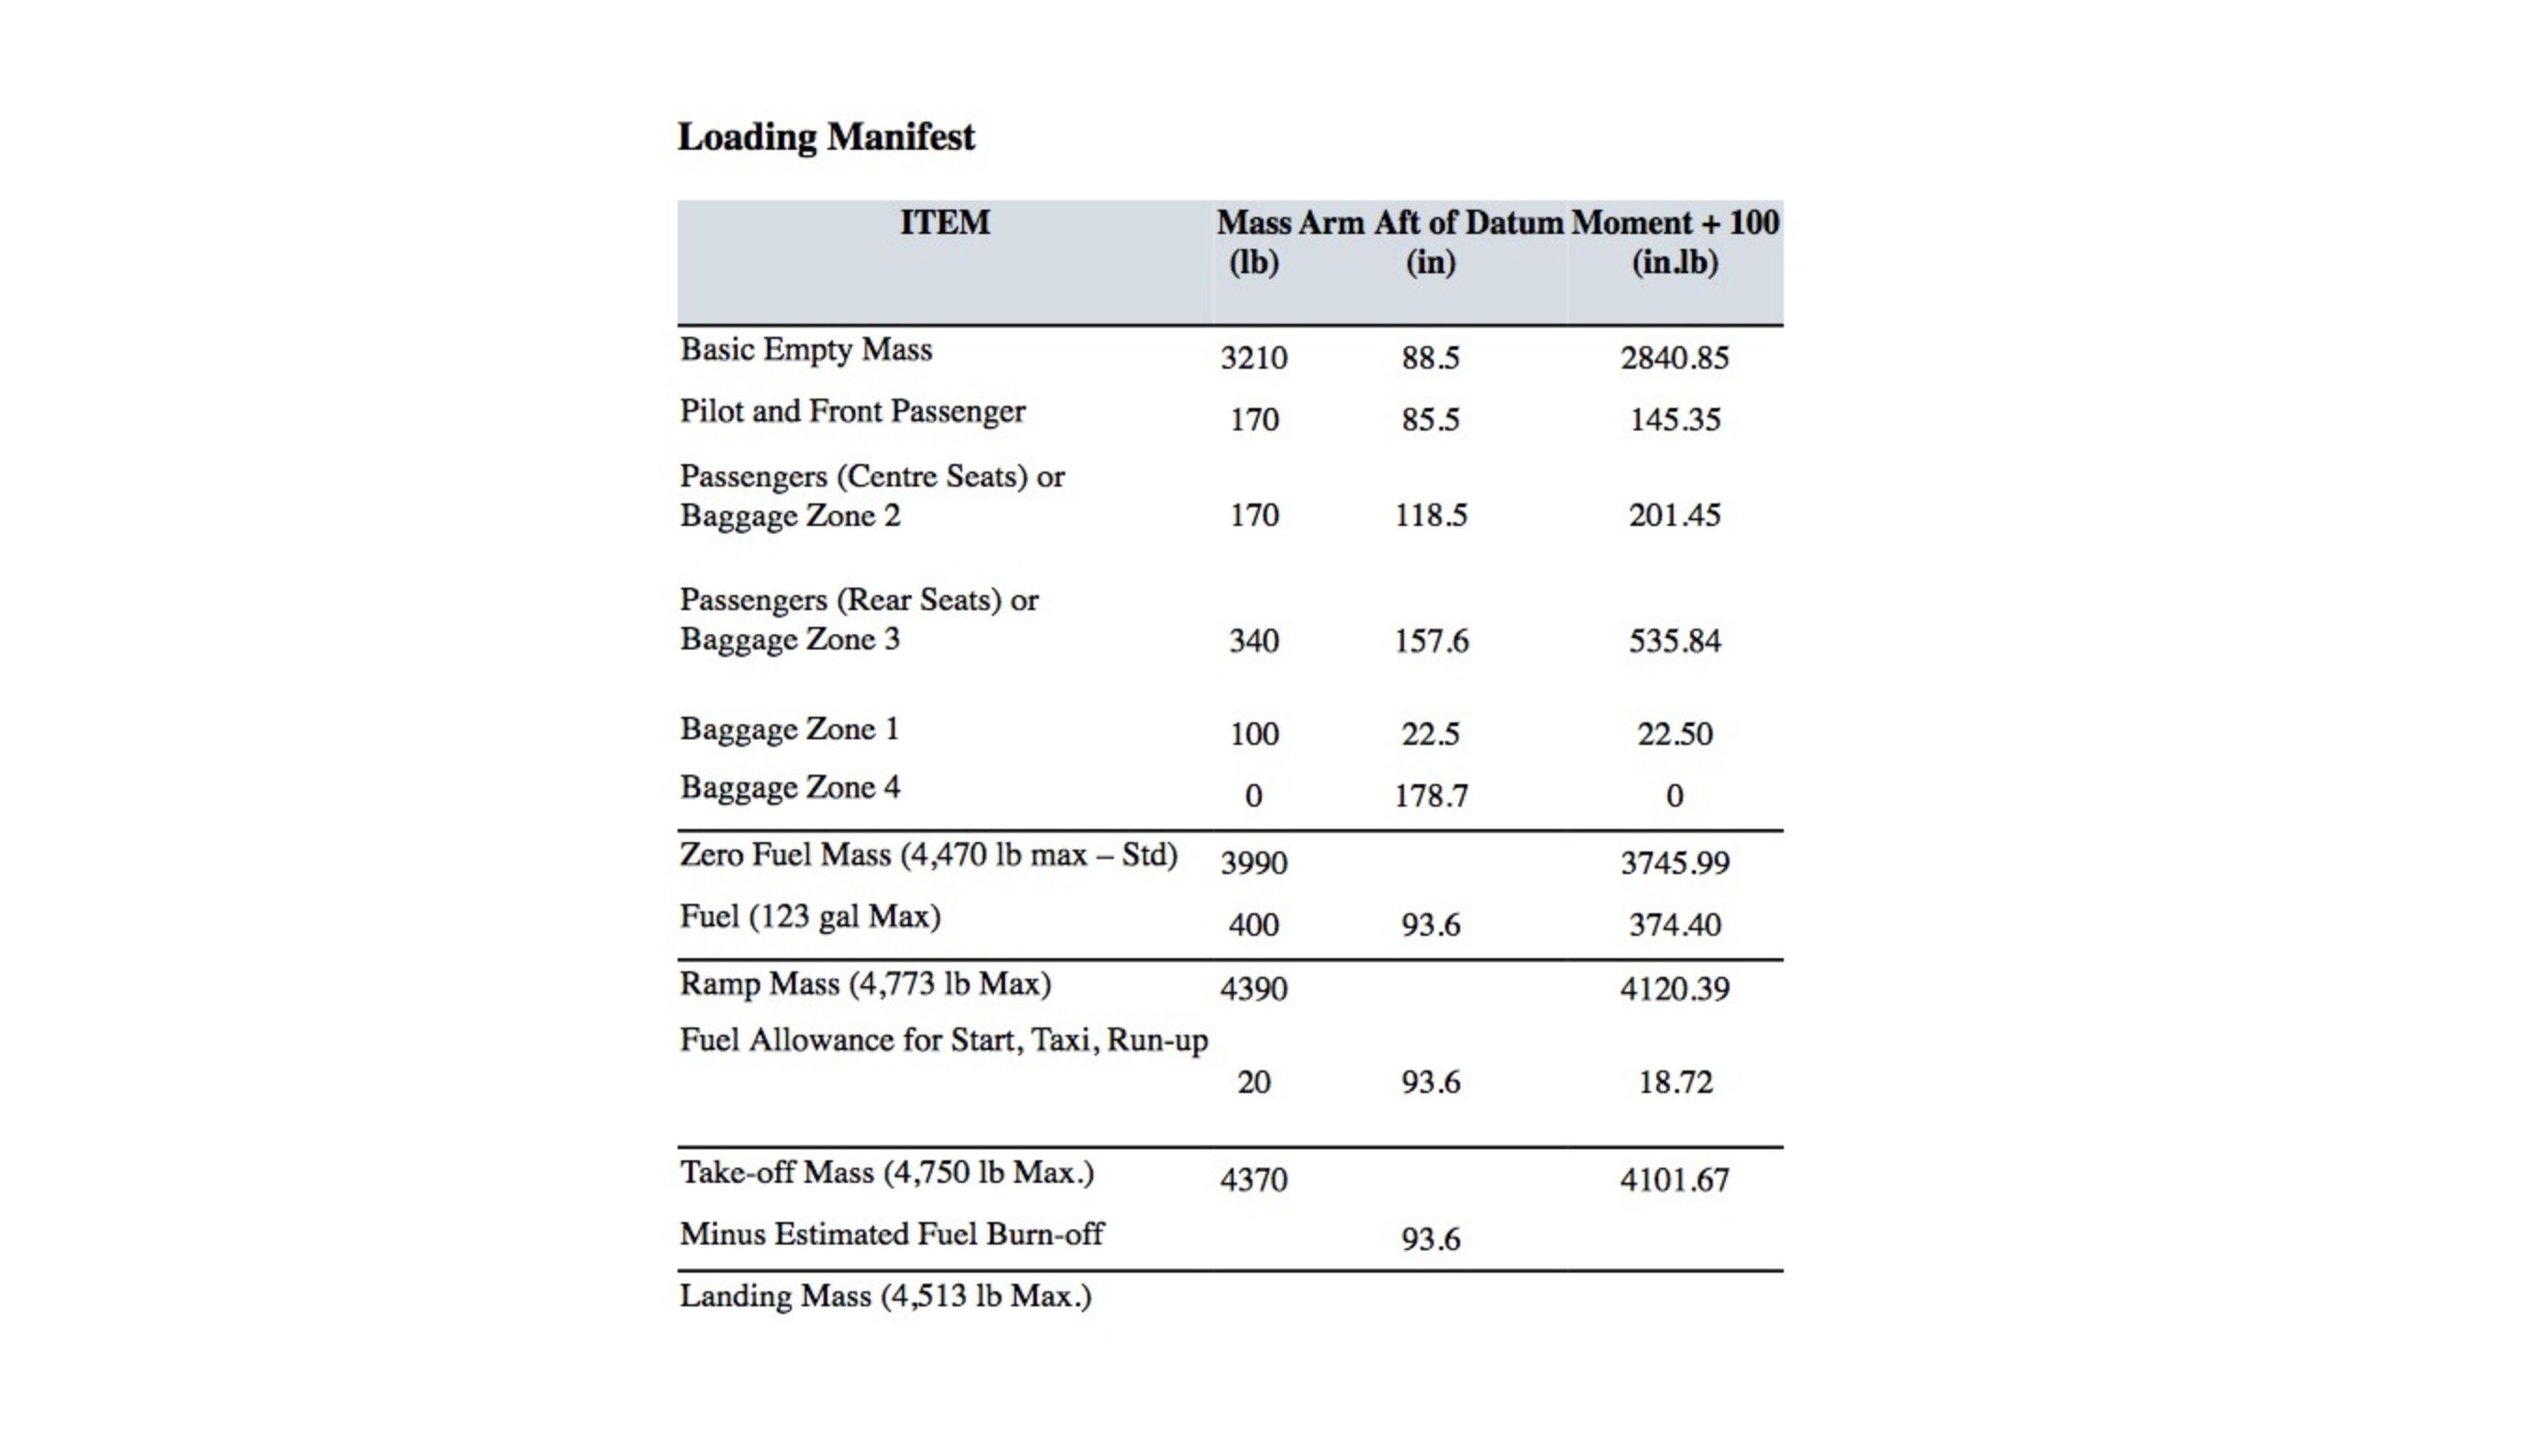 Loading Manifest
ITEM Mass Arm Aft of Datum Moment + 100
(lb) (in) (in.lb)
Basic Empty Mass 3210 88.5 2840.85
Pilot and Front Passenger 170 85.5 145.35
Passengers (Centre Seats) or
Baggage Zone 2 170 118.5 201.45
Passengers (Rear Seats) or
Baggage Zone 3 340 157.6 535.84
Baggage Zone 1 100 22.5 22.50
Baggage Zone 4 0 178.7 0
Zero Fuel Mass (4,470 lb max – Std) 3990 3745.99
Fuel (123 gal Max) 400 93.6 374.40
Ramp Mass (4,773 lb Max) 4390 4120.39
Fuel Allowance for Start, Taxi, Run-up
20 93.6 18.72
Take-off Mass (4,750 lb Max.) 4370 4101.67
Minus Estimated Fuel Burn-off 93.6
Landing Mass (4,513 lb Max.)